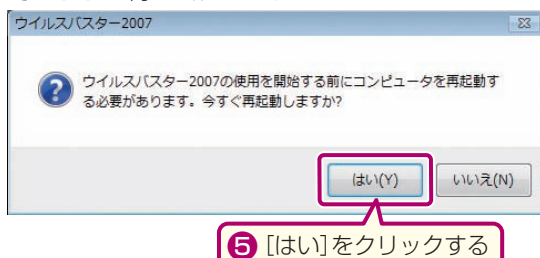 ウイルスバスター2007
ウイルスバスター2007の使用を開始する前にコンピュータを再起動す
る必要があります。今すぐ再起動しますか?
はい(Y) いいえ(N)
❺ [はい]をクリックする